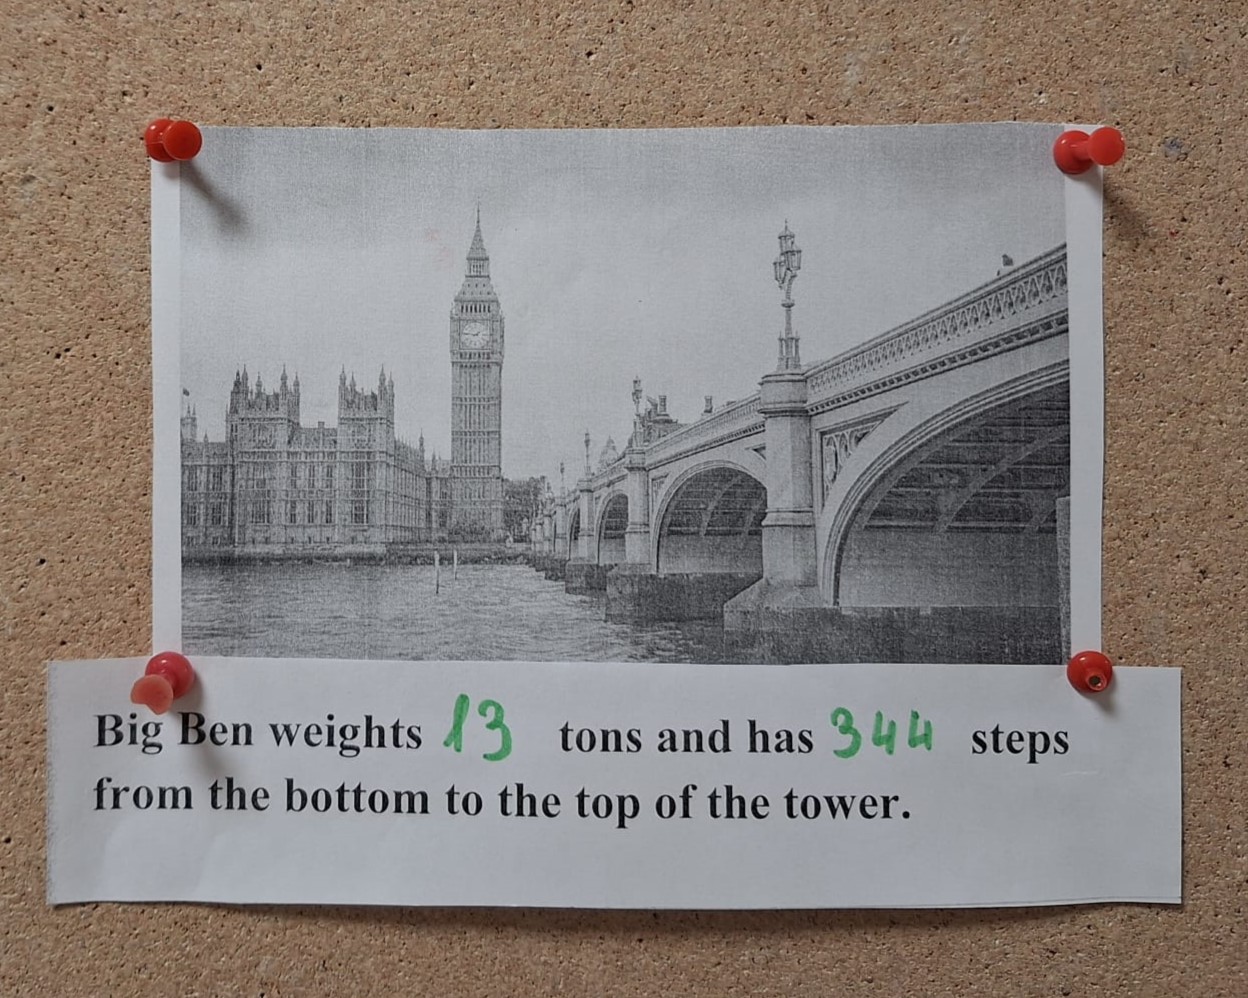 Big Ben weights 13 tons and has 344 steps
from the bottom to the top of the tower.